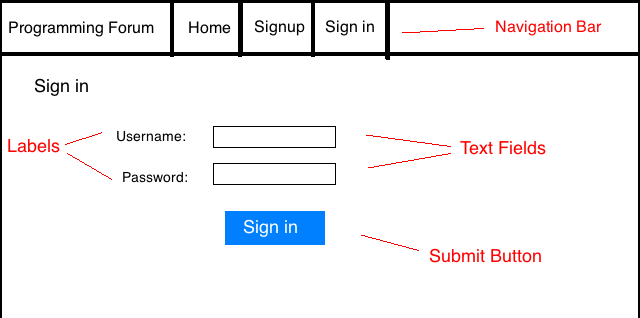 Programming Forum Home Signup Sign in Navigation Bar
Sign in
Username:
Labels
Text Fields
Password:
Sign in
Submit Button